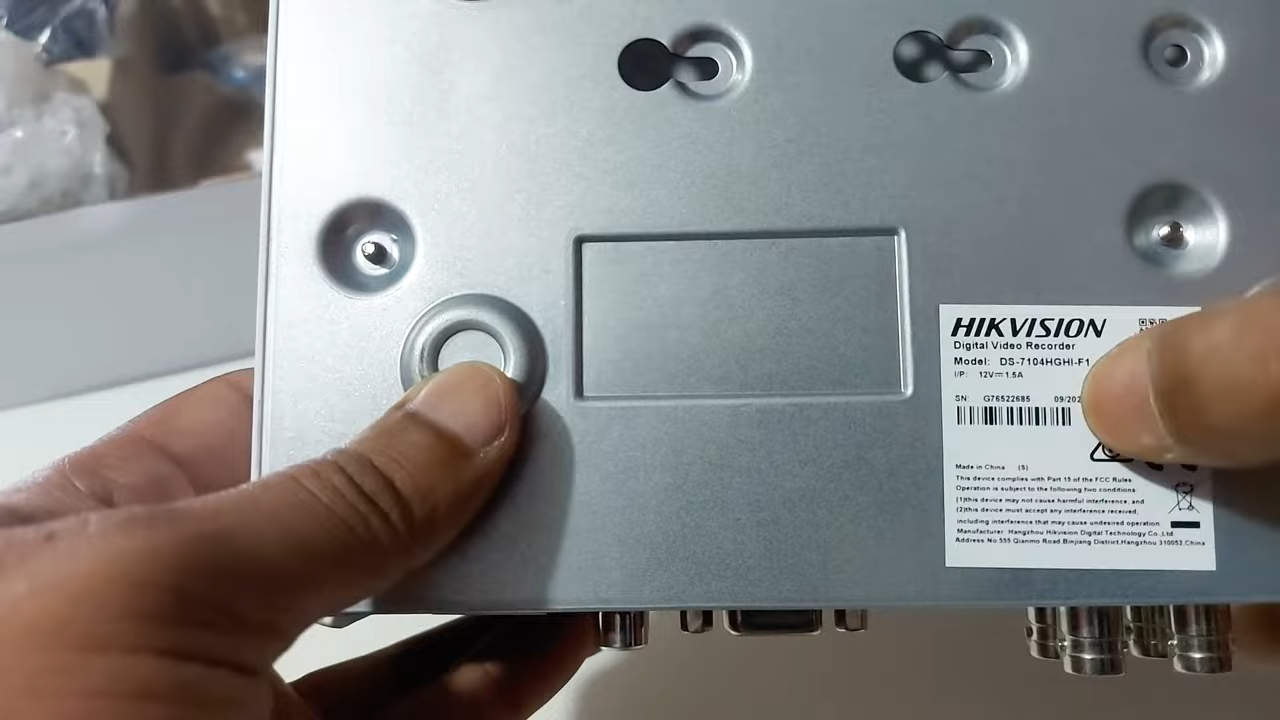 HIKVISION
Digital Video Recorder
Model: DS-7104HGHI-F1
I/P: 12V⎓1.5A
SN: G76522685 09/202
Made in China (S)
This device complies with Part 15 of the FCC Rules
Operation is subject to the following two conditions
(1)this device may not cause harmful interference, and
(2)this device must accept any interference received,
including interference that may cause undesired operation
Manufacturer Hangzhou Hikvision Digital Technology Co.,Ltd
Address No.555 Qianmo Road.Binjiang District,Hangzhou 310052,China